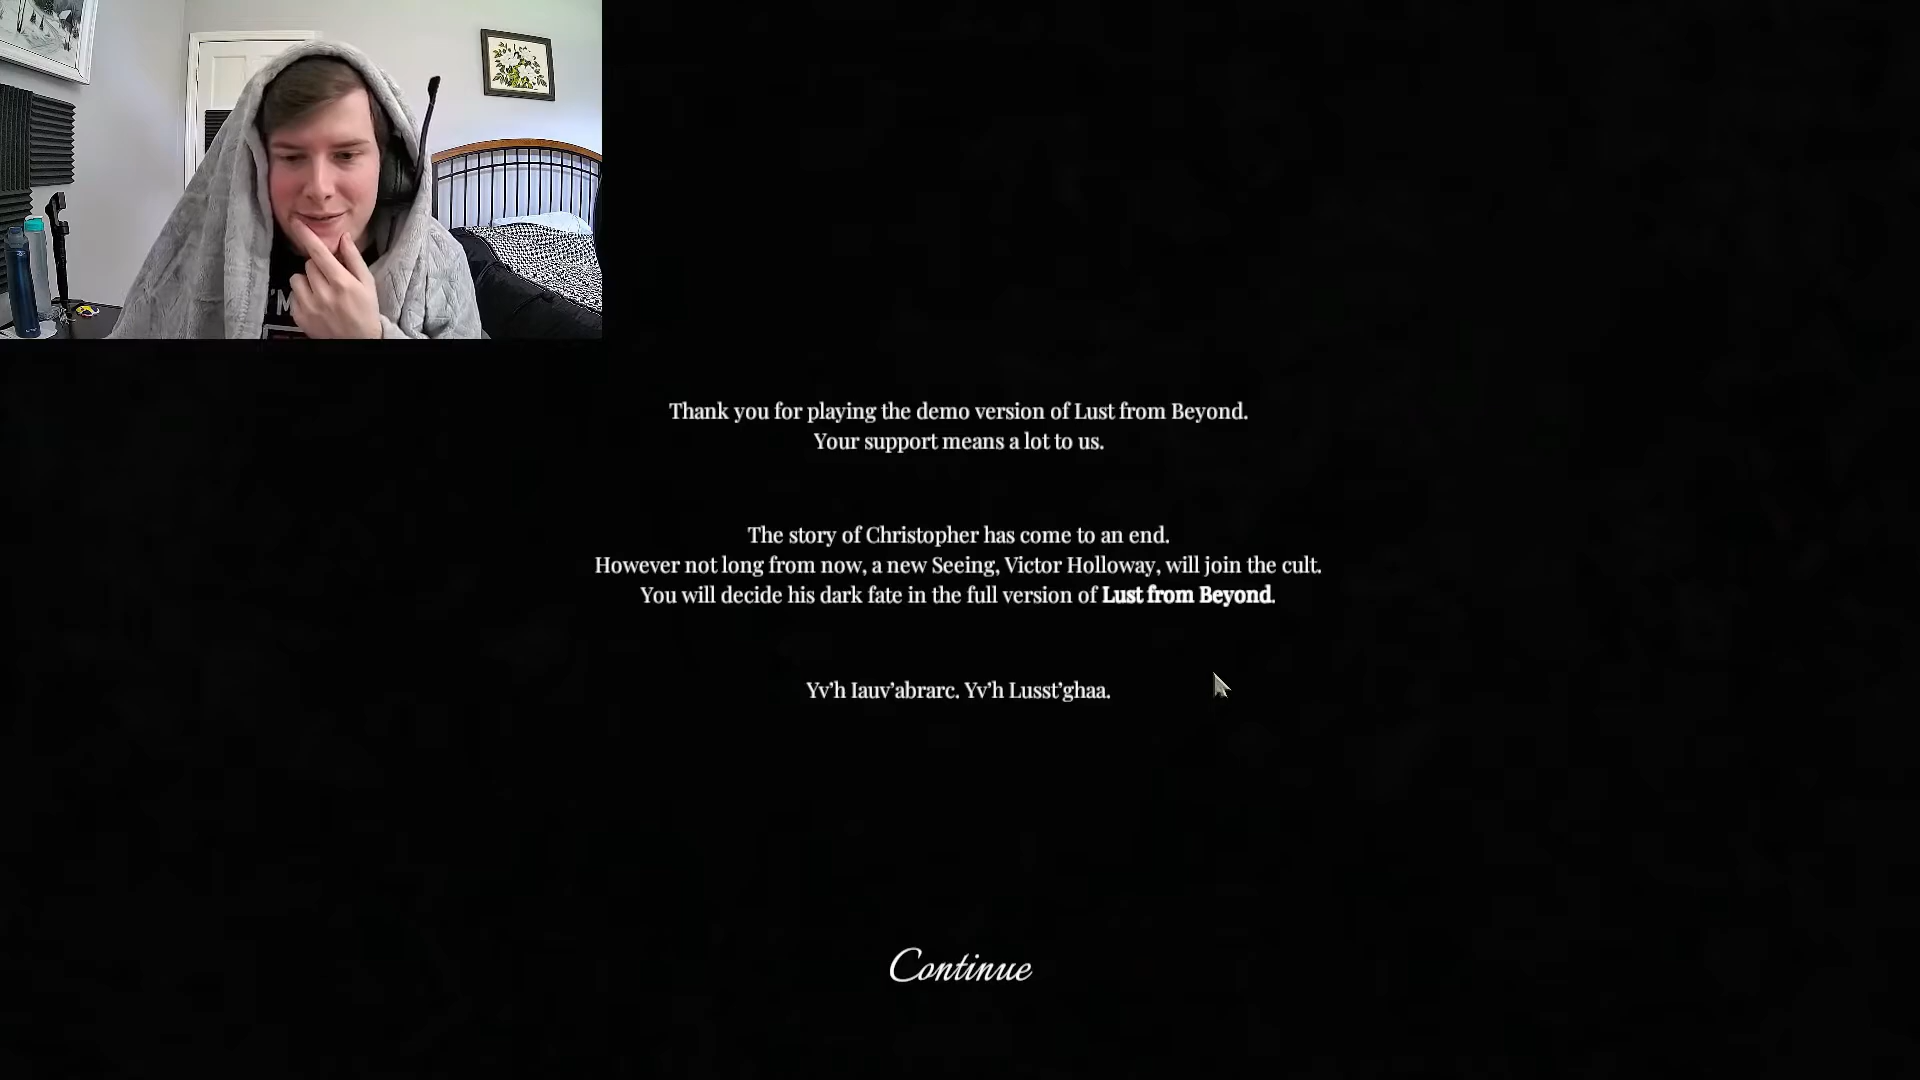 I'M
Thank you for playing the demo version of Lust from Beyond.
Your support means a lot to us.
The story of Christopher has come to an end.
However not long from now, a new Seeing, Victor Holloway, will join the cult.
You will decide his dark fate in the full version of Lust from Beyond.
Yv’h Iauv’abrarc. Yv’h Lusst’ghaa.
Continue